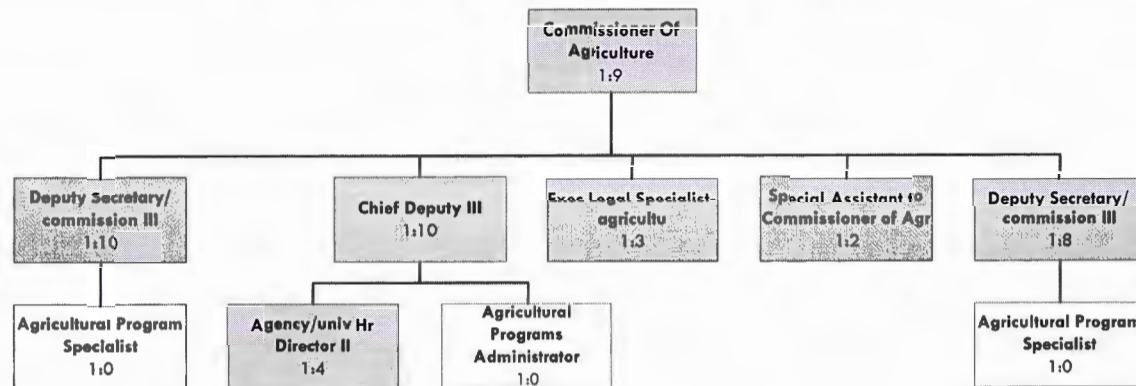 Commissioner Of
Agriculture
1:9
Deputy Secretary/
commission III
1:10
Chief Deputy III
1:10
Exec Legal Specialist-
agricultu
1:3
Special Assistant to
Commissioner of Agr
1:2
Deputy Secretary/
commission III
1:8
Agricultural Program
Specialist
1:0
Agency/univ Hr
Director II
1:4
Agricultural
Programs
Administrator
1:0
Agricultural Program
Specialist
1:0